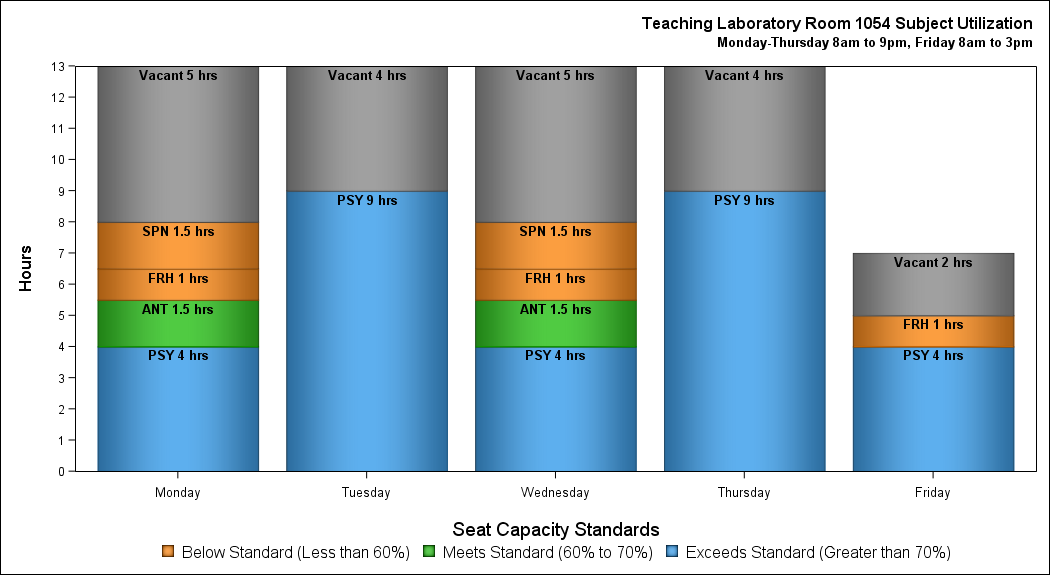 Teaching Laboratory Room 1054 Subject Utilization
Monday-Thursday 8am to 9pm, Friday 8am to 3pm
Hours
13
12
11
10
9
8
7
6
5
4
3
2
1
0
Vacant 5 hrs
SPN 1.5 hrs
FRH 1 hrs
ANT 1.5 hrs
PSY 4 hrs
Vacant 4 hrs
PSY 9 hrs
Vacant 5 hrs
SPN 1.5 hrs
FRH 1 hrs
ANT 1.5 hrs
PSY 4 hrs
Vacant 4 hrs
PSY 9 hrs
Vacant 2 hrs
FRH 1 hrs
PSY 4 hrs
Monday Tuesday Wednesday Thursday Friday
Seat Capacity Standards
Below Standard (Less than 60%) Meets Standard (60% to 70%) Exceeds Standard (Greater than 70%)